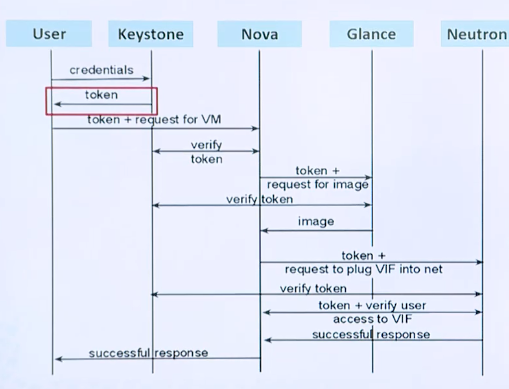 User Keystone Nova Glance Neutron
credentials
token
token + request for VM
verify
token
token +
request for image
verify token
image
token +
request to plug VIF into net
verify token
token + verify user
access to VIF
successful response
successful response